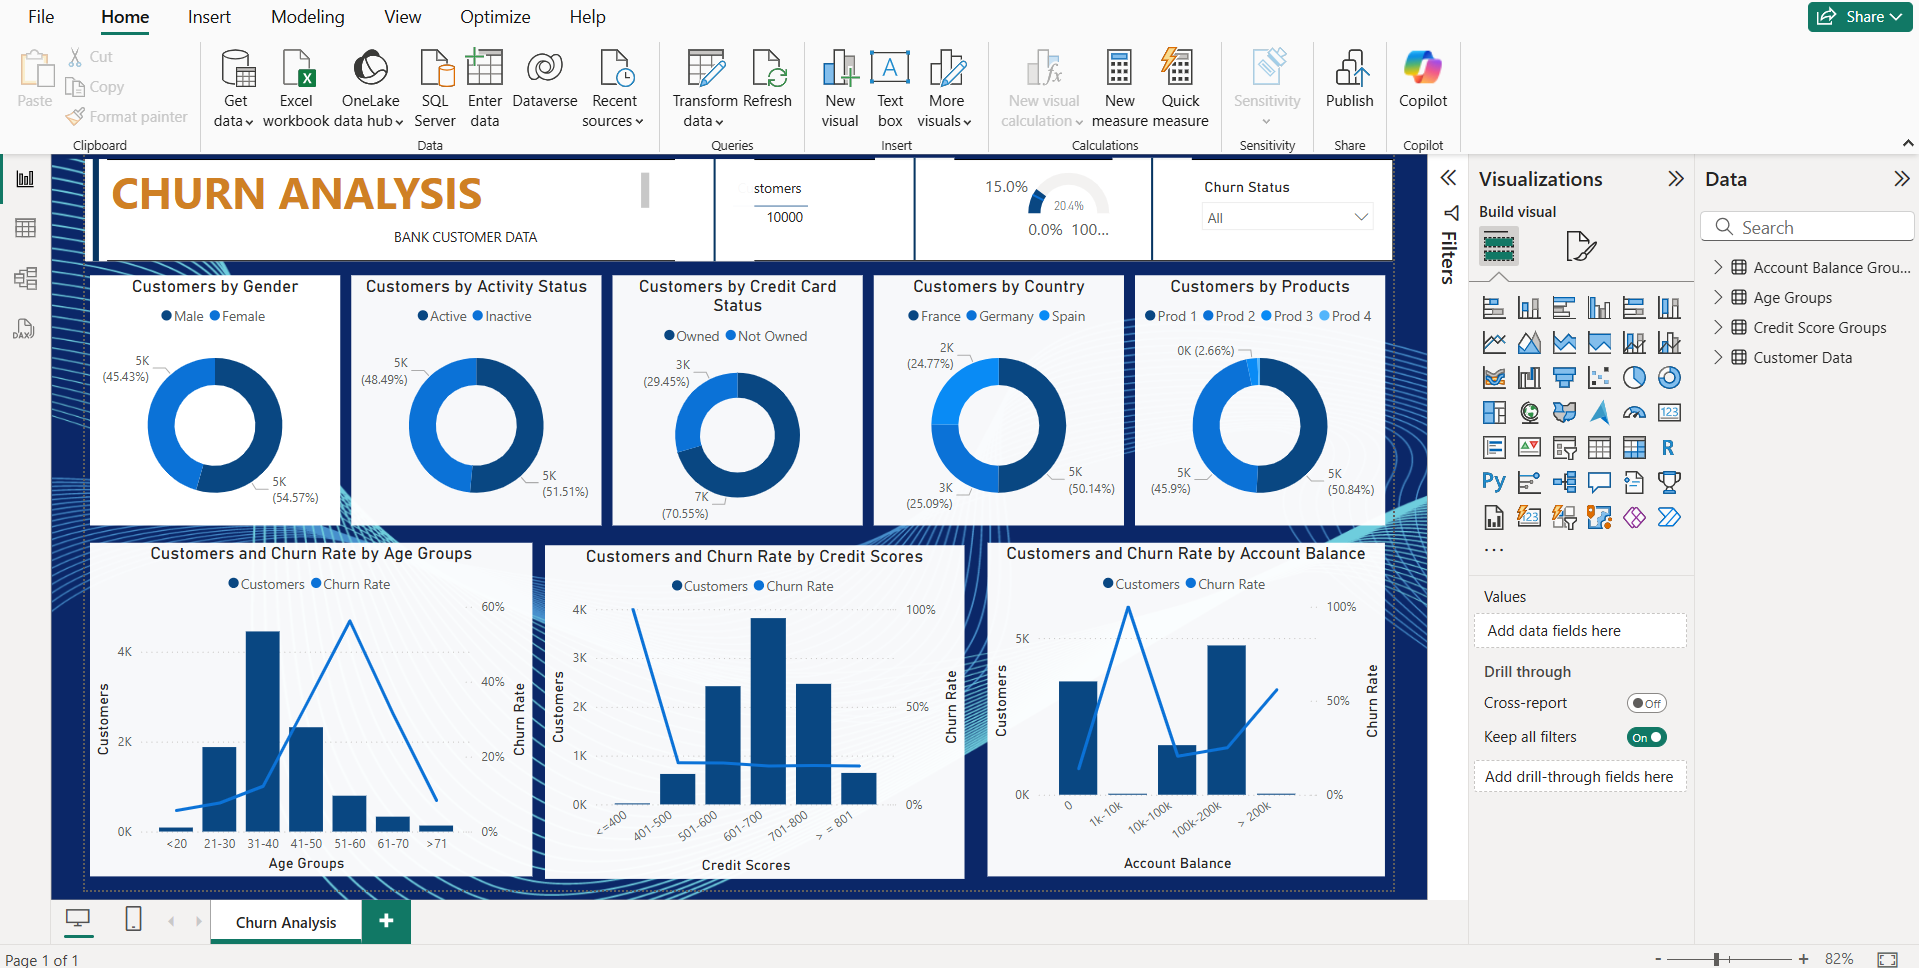 File Home Insert Modeling View Optimize Help
Share
Paste
Cut
Copy
Format painter
Clipboard
Get data
Excel workbook
OneLake data hub
SQL Server
Enter data
Dataverse
Recent sources
Data
Transform data
Refresh
Queries
New visual
Text box
More visuals
Insert
New visual calculation
New measure
Quick measure
Calculations
Sensitivity
Sensitivity
Publish
Share
Copilot
Copilot
CHURN ANALYSIS
BANK CUSTOMER DATA
stomers
10000
15.0%
20.4%
0.0% 100...
Churn Status
All
Customers by Gender
Male Female
5K
(45.43%)
5K
(54.57%)
Customers by Activity Status
Active Inactive
5K
(48.49%)
5K
(51.51%)
Customers by Credit Card
Status
Owned Not Owned
3K
(29.45%)
7K
(70.55%)
Customers by Country
France Germany Spain
2K
(24.77%)
3K
(25.09%)
5K
(50.14%)
Customers by Products
Prod 1 Prod 2 Prod 3 Prod 4
0K (2.66%)
5K
(45.9%)
5K
(50.84%)
Customers and Churn Rate by Age Groups
Customers Churn Rate
Customers
4K
2K
0K
60%
40%
20%
0%
Churn Rate
<20 21-30 31-40 41-50 51-60 61-70 >71
Age Groups
Customers and Churn Rate by Credit Scores
Customers Churn Rate
Customers
4K
3K
2K
1K
0K
100%
50%
0%
Churn Rate
<=400 401-500 501-600 601-700 701-800 > = 801
Credit Scores
Customers and Churn Rate by Account Balance
Customers Churn Rate
Customers
5K
0K
100%
50%
0%
Churn Rate
0 1k-10k 10k-100k 100k-200k > 200k
Account Balance
Filters
Visualizations
Build visual
123
R
Py
123
...
Values
Add data fields here
Drill through
Cross-report
Off
Keep all filters
On
Add drill-through fields here
Data
Search
Account Balance Grou...
Age Groups
Credit Score Groups
Customer Data
DAX
Churn Analysis
+
Page 1 of 1
- + 82%